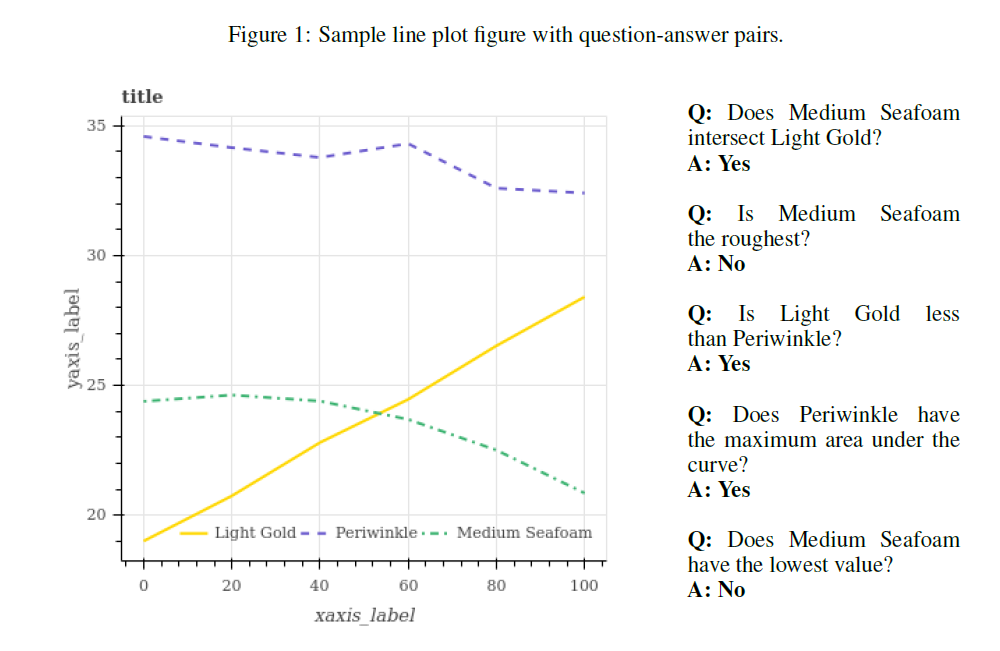 Figure 1: Sample line plot figure with question-answer pairs.
title
35
30
25
20
yaxis_label
Light Gold
Periwinkle
Medium Seafoam
0 20 40 60 80 100
xaxis_label
Q: Does Medium Seafoam
intersect Light Gold?
A: Yes
Q: Is Medium Seafoam
the roughest?
A: No
Q: Is Light Gold less
than Periwinkle?
A: Yes
Q: Does Periwinkle have
the maximum area under the
curve?
A: Yes
Q: Does Medium Seafoam
have the lowest value?
A: No